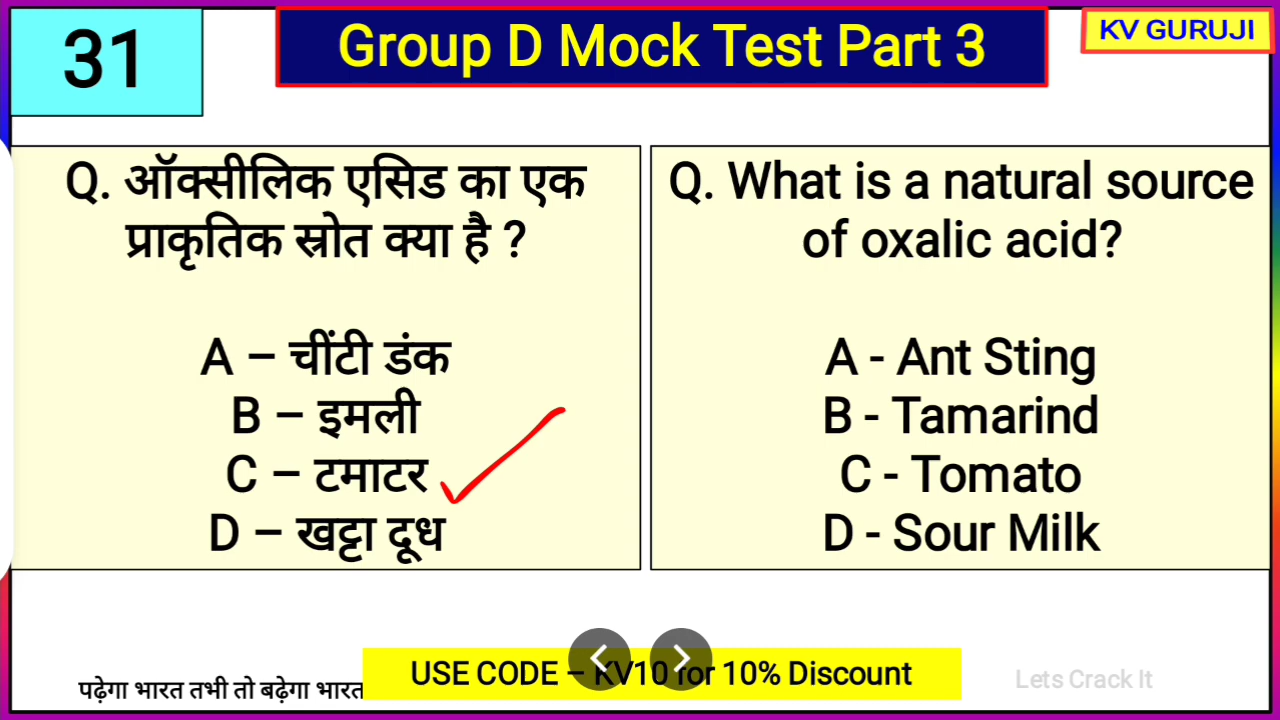 31
Group D Mock Test Part 3
KV GURUJI
Q. ऑक्सीलिक एसिड का एक
प्राकृतिक स्रोत क्या है ?
A – चींटी डंक
B – इमली
C – टमाटर
D – खट्टा दूध
Q. What is a natural source
of oxalic acid?
A - Ant Sting
B - Tamarind
C - Tomato
D - Sour Milk
पढ़ेगा भारत तभी तो बढ़ेगा भारत
USE CODE – KV10 for 10% Discount
Lets Crack It